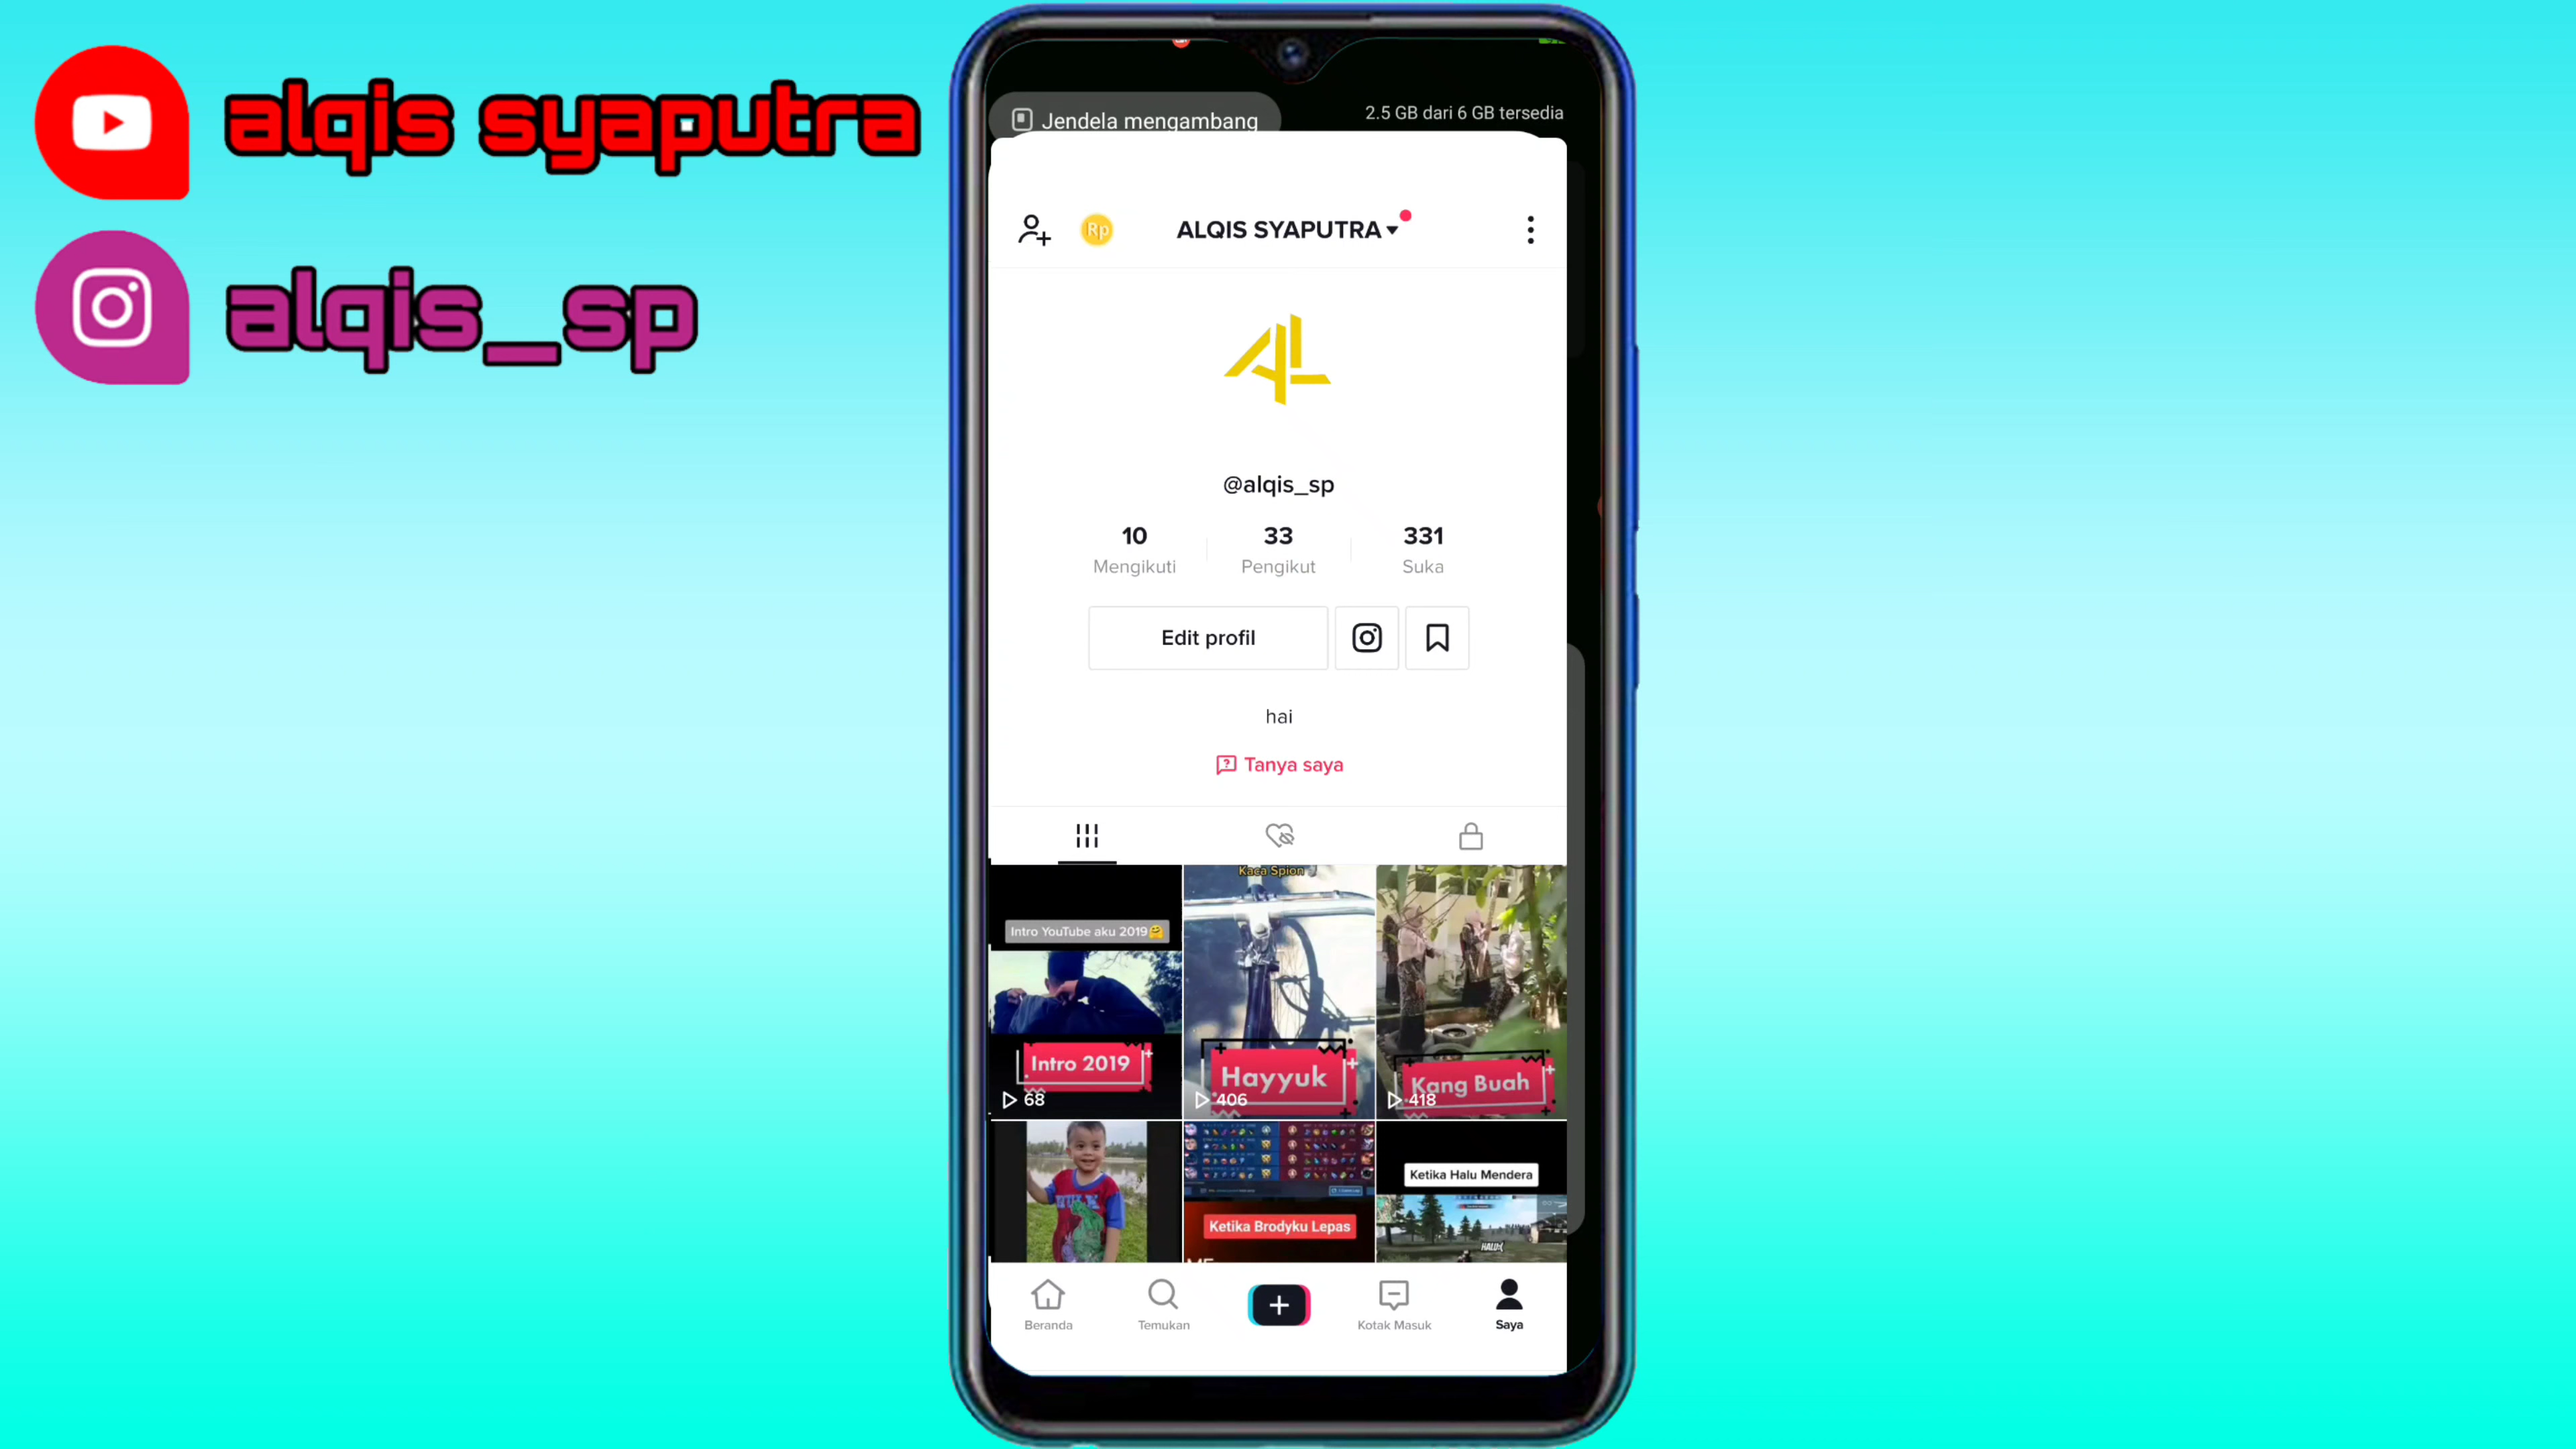 alqis syaputra
alqis_sp
Jendela mengambang
2.5 GB dari 6 GB tersedia
Rp
ALQIS SYAPUTRA
AL
@alqis_sp
10
33
331
Mengikuti
Pengikut
Suka
Edit profil
hai
Tanya saya
Intro YouTube aku 2019🤗
Intro 2019
68
Kaca Spion
Hayyuk
406
Kang Buah
418
Ketika Brodyku Lepas
Ketika Halu Mendera
Beranda
Temukan
Kotak Masuk
Saya